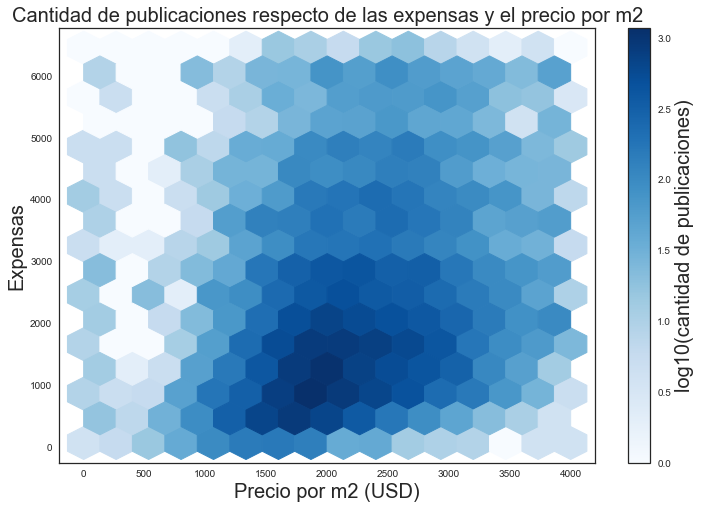 Cantidad de publicaciones respecto de las expensas y el precio por m2
Expensas
6000
5000
4000
3000
2000
1000
0
0 500 1000 1500 2000 2500 3000 3500 4000
Precio por m2 (USD)
3.0
2.5
2.0
1.5
1.0
0.5
0.0
log10(cantidad de publicaciones)